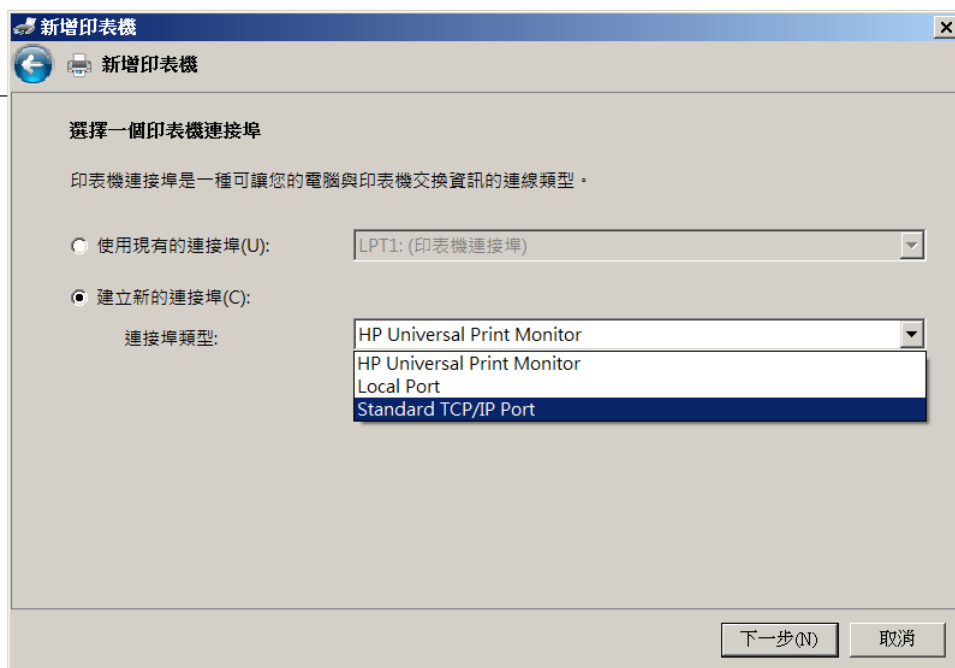 新增印表機
新增印表機
選擇一個印表機連接埠
印表機連接埠是一種可讓您的電腦與印表機交換資訊的連線類型。
使用現有的連接埠(U): LPT1: (印表機連接埠)
建立新的連接埠(C):
連接埠類型: HP Universal Print Monitor
HP Universal Print Monitor
Local Port
Standard TCP/IP Port
下一步(N) 取消